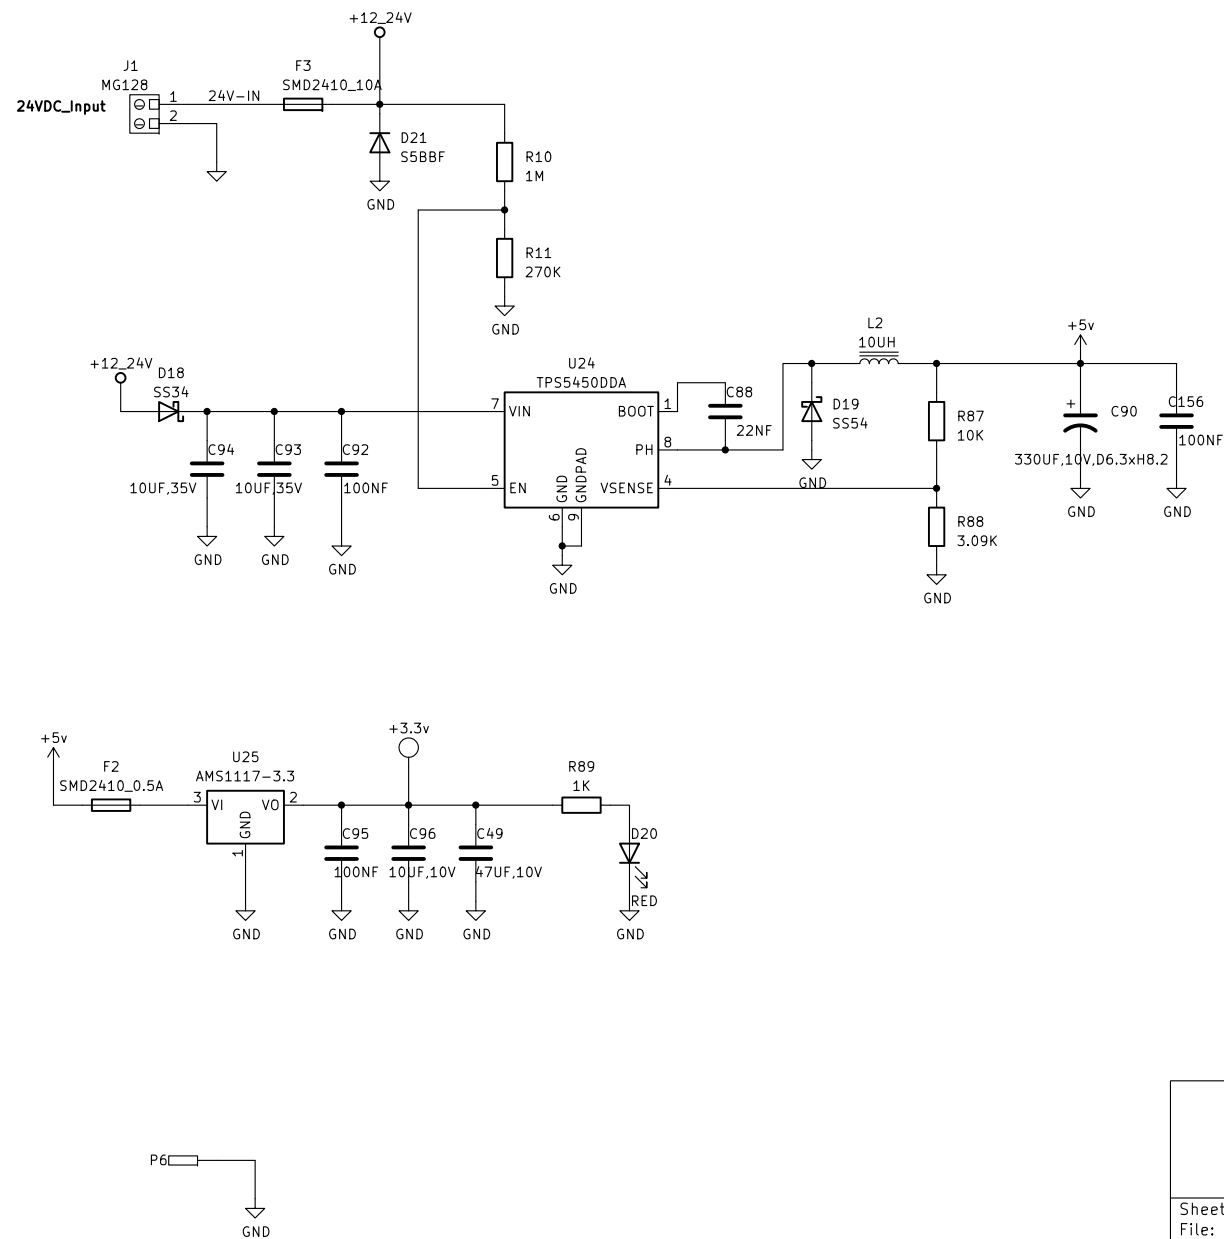 +12_24V
J1
MG128
24VDC_Input
1
2
24V-IN
F3
SMD2410_10A
D21
S5BBF
GND
R10
1M
R11
270K
GND
+12_24V
D18
SS34
C94
10UF,35V
GND
C93
10UF,35V
GND
C92
100NF
GND
U24
TPS5450DDA
7
VIN
5
EN
BOOT
1
PH
8
VSENSE
4
GND
6
GNDPAD
9
GND
C88
22NF
D19
SS54
GND
L2
10UH
R87
10K
R88
3.09K
GND
+5v
+
C90
330UF,10V,D6.3xH8.2
GND
C156
100NF
GND
+5v
F2
SMD2410_0.5A
U25
AMS1117-3.3
3
VI
VO
2
GND
1
GND
+3.3v
C95
100NF
GND
C96
10UF,10V
GND
C49
47UF,10V
GND
R89
1K
D20
RED
GND
P6
GND
Sheet
File: